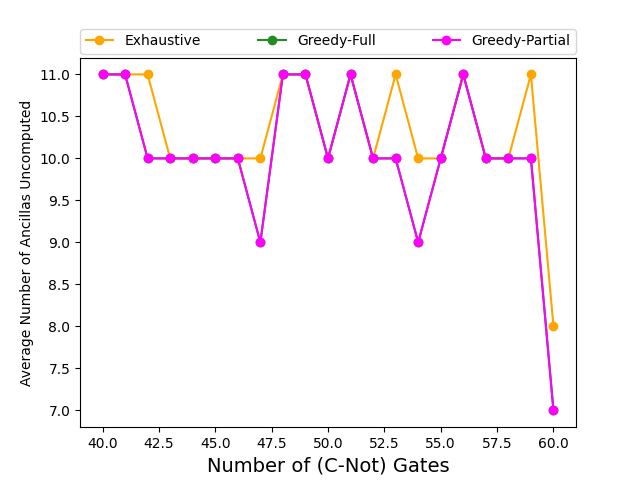 Exhaustive Greedy-Full Greedy-Partial
Average Number of Ancillas Uncomputed
11.0
10.5
10.0
9.5
9.0
8.5
8.0
7.5
7.0
40.0 42.5 45.0 47.5 50.0 52.5 55.0 57.5 60.0
Number of (C-Not) Gates